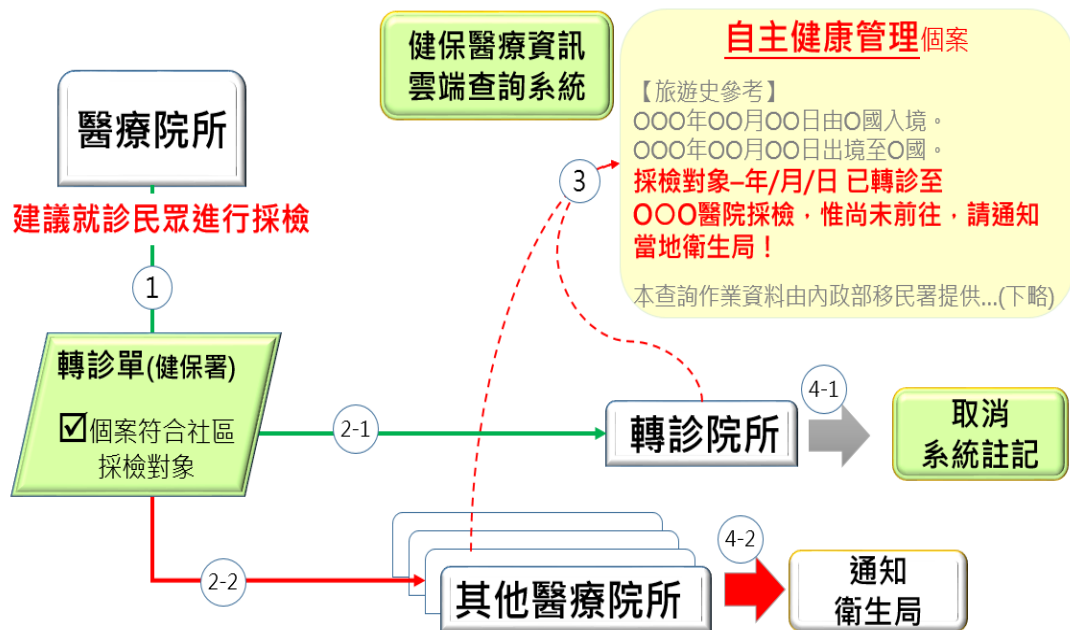 健保醫療資訊
雲端查詢系統
自主健康管理個案
【旅遊史參考】
OOO年OO月OO日由O國入境。
OOO年OO月OO日出境至O國。
採檢對象–年/月/日 已轉診至
OOO醫院採檢，惟尚未前往，請通知
當地衛生局！
本查詢作業資料由內政部移民署提供...(下略)
醫療院所
建議就診民眾進行採檢
1
3
轉診單(健保署)
☑個案符合社區
採檢對象
2-1
轉診院所
4-1
取消
系統註記
2-2
其他醫療院所
4-2
通知
衛生局